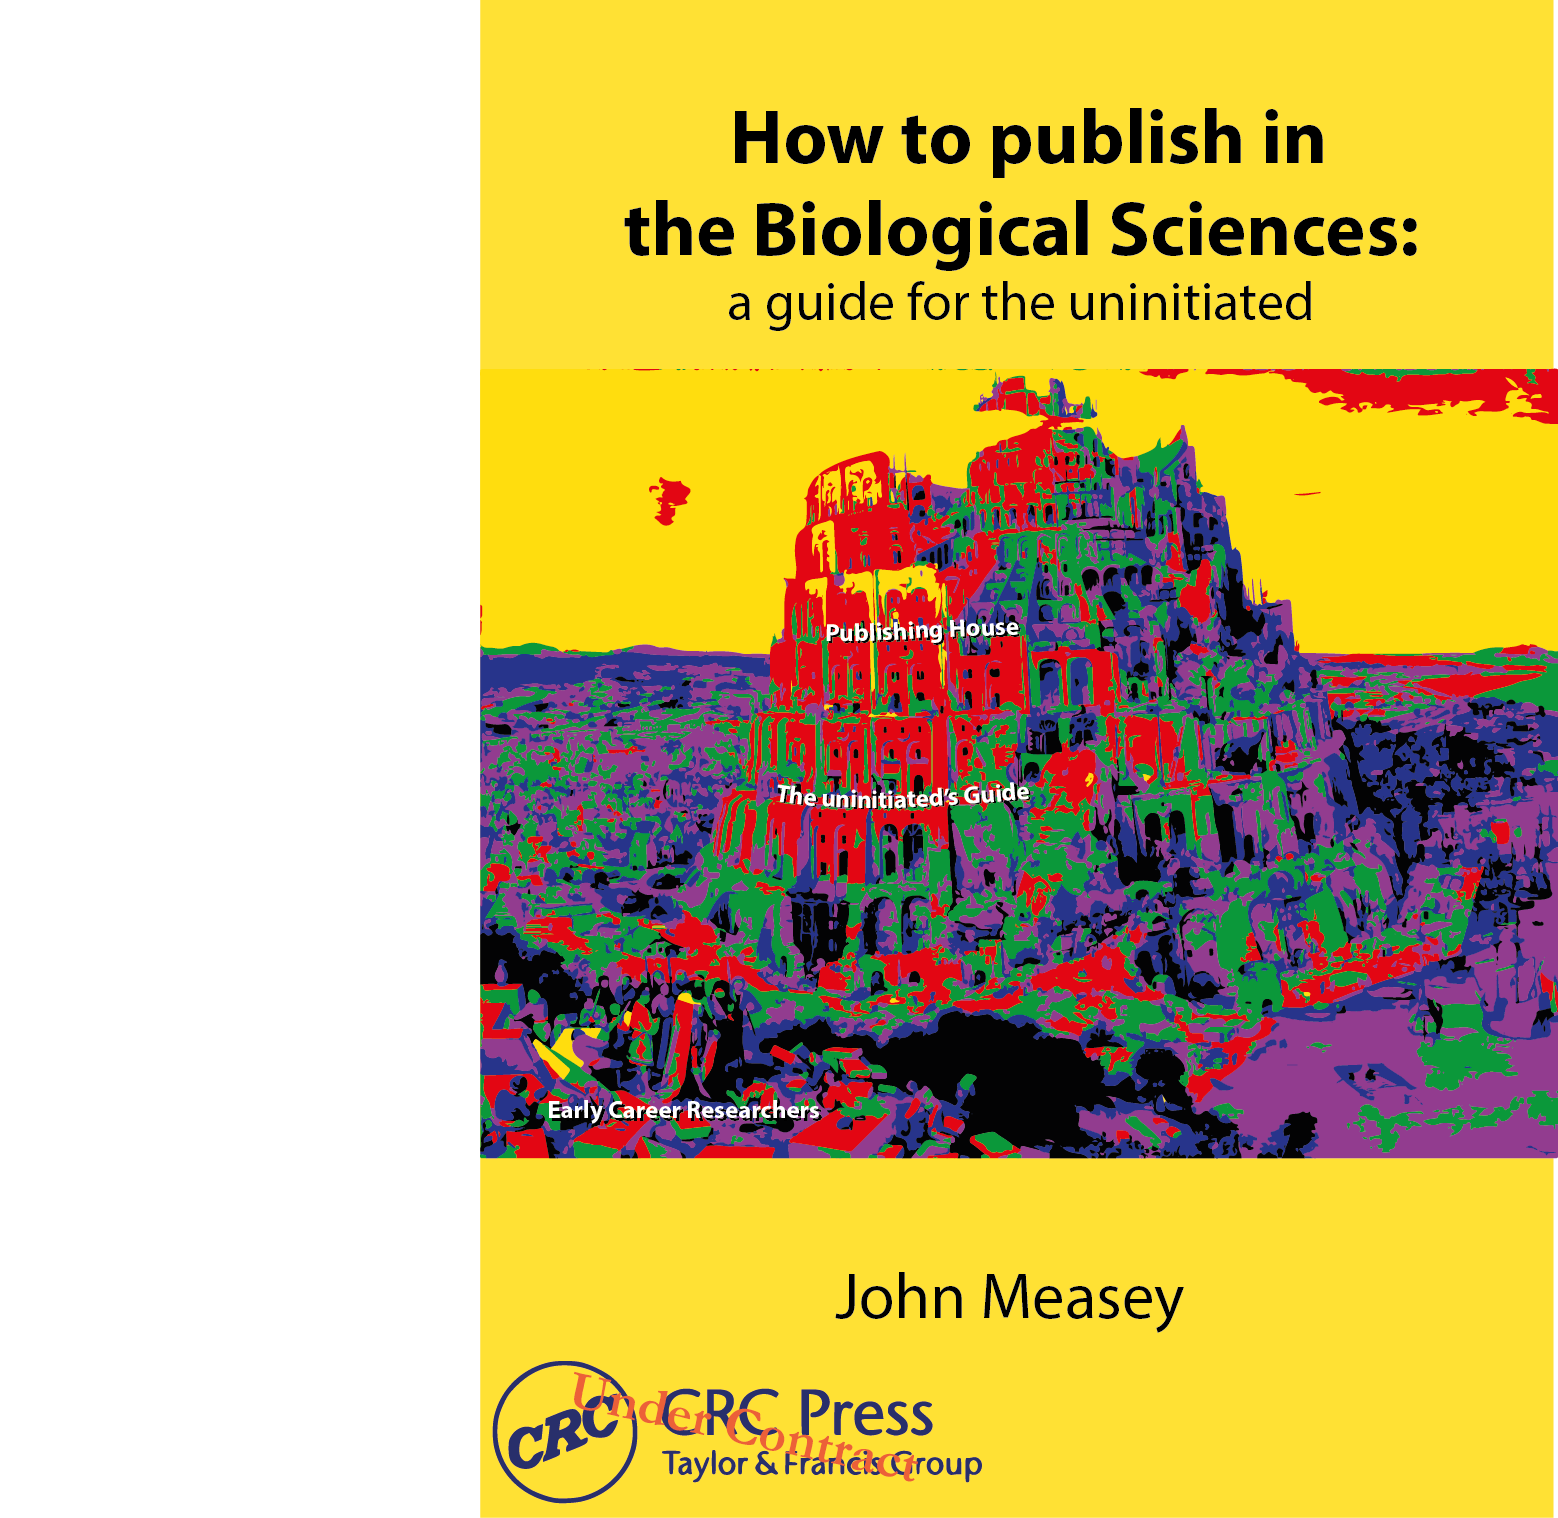 How to publish in
the Biological Sciences:
a guide for the uninitiated
Publishing House
The uninitiated's Guide
Early Career Researchers
John Measey
CRC
CRC Press
Taylor & Francis Group
Under Contract